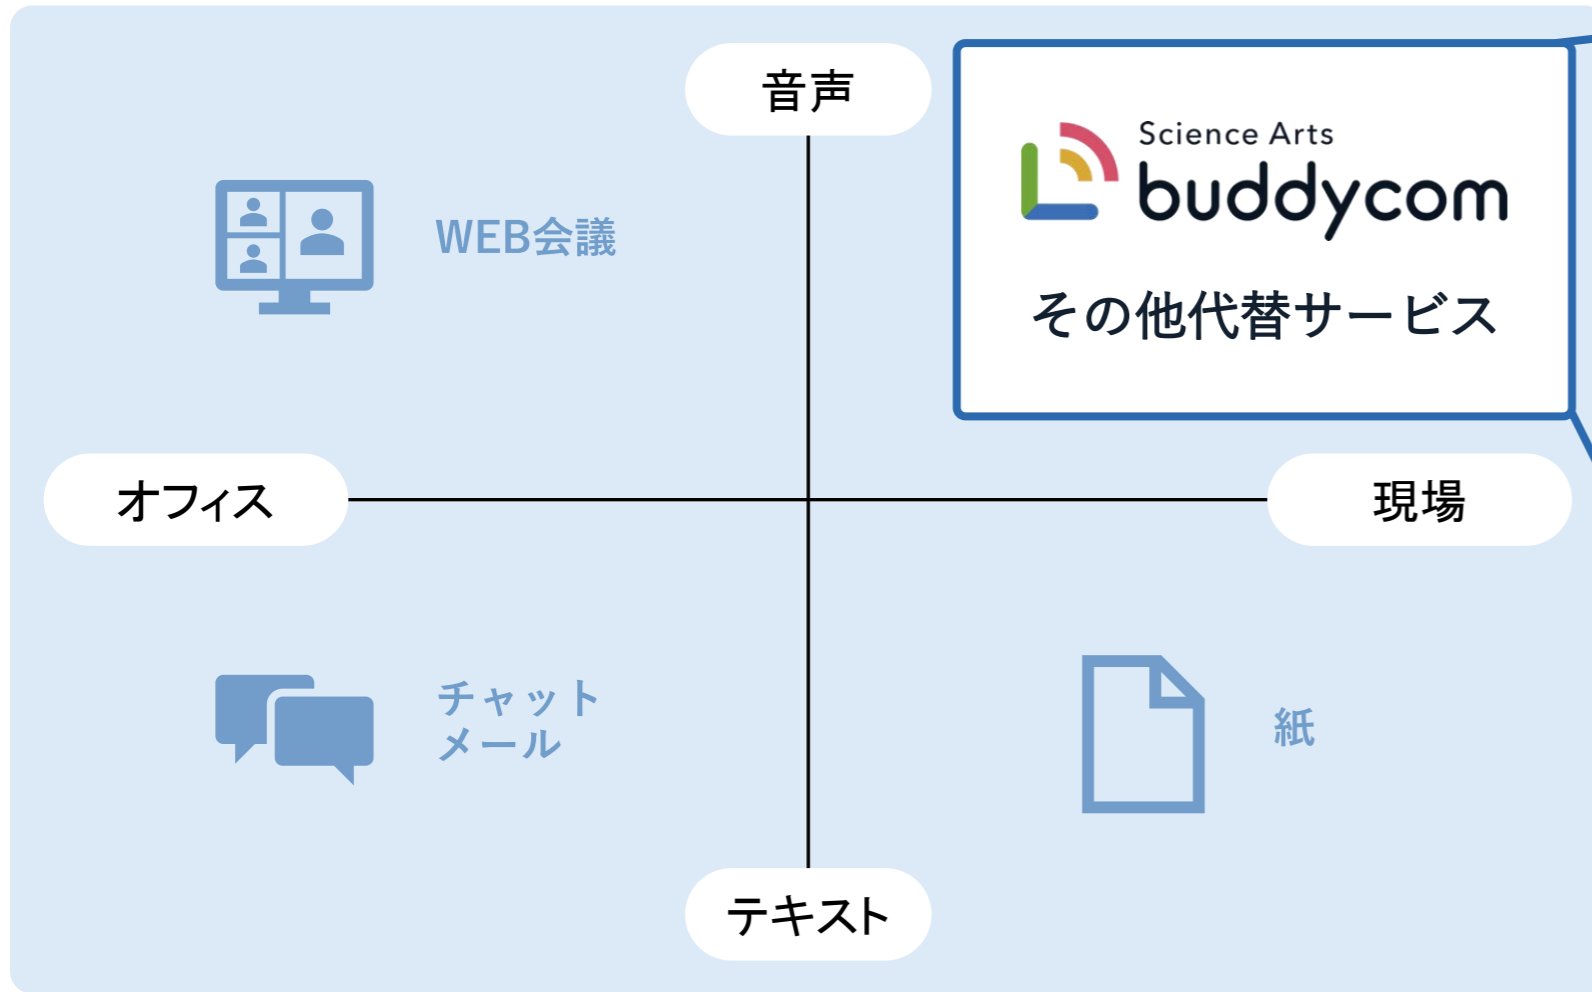 音声
Science Arts
buddycom
その他代替サービス
WEB会議
オフィス
現場
チャット
メール
紙
テキスト